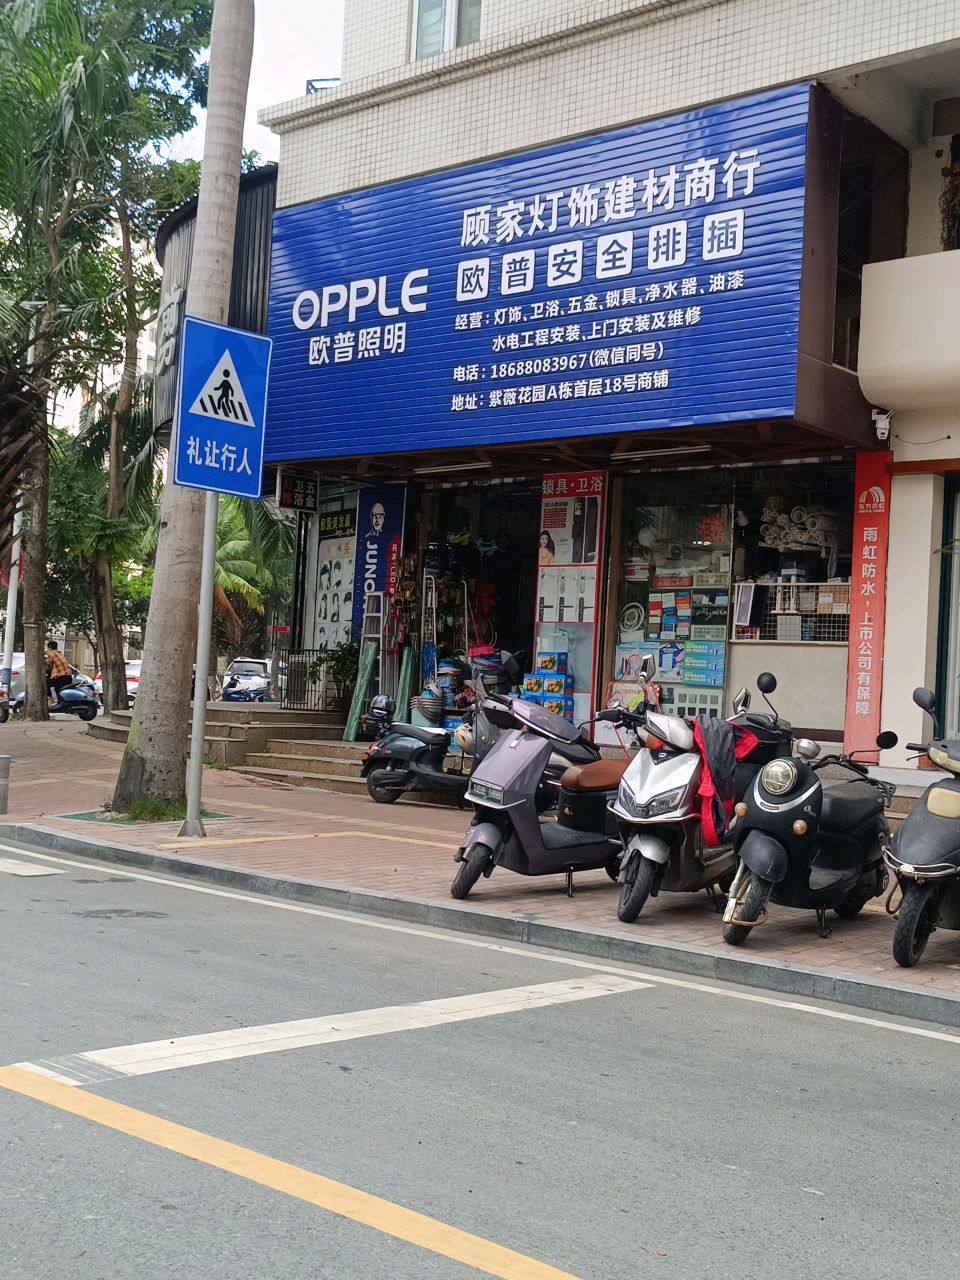 顾家灯饰建材商行
OPPLE
欧普照明
欧普安全排插
经营：灯饰、卫浴、五金、锁具、净水器、油漆
水电工程安装、上门安装及维修
电话：18688083967(微信同号)
地址：紫薇花园A栋首层18号商铺
礼让行人
锁具·卫浴
JUNO
东方雨虹
雨虹防水，上市公司有保障